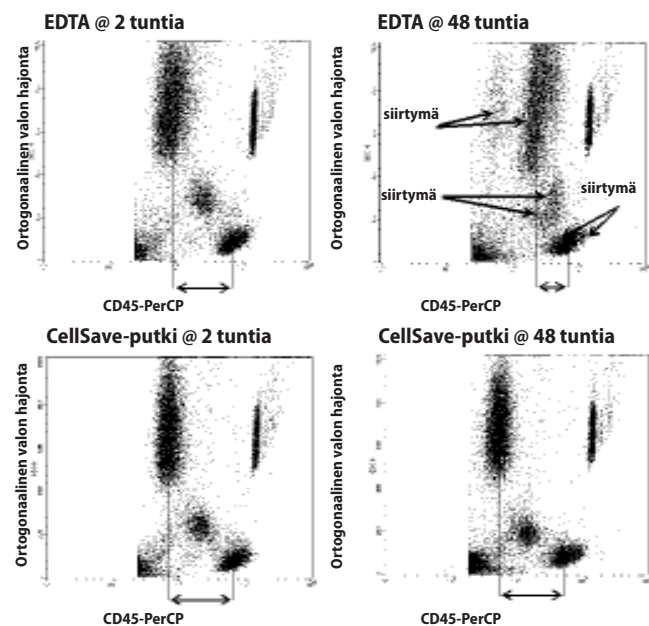 EDTA @ 2 tuntia
Ortogonaalinen valon hajonta
CD45-PerCP
EDTA @ 48 tuntia
Ortogonaalinen valon hajonta
siirtymä
siirtymä
siirtymä
CD45-PerCP
CellSave-putki @ 2 tuntia
Ortogonaalinen valon hajonta
CD45-PerCP
CellSave-putki @ 48 tuntia
Ortogonaalinen valon hajonta
CD45-PerCP